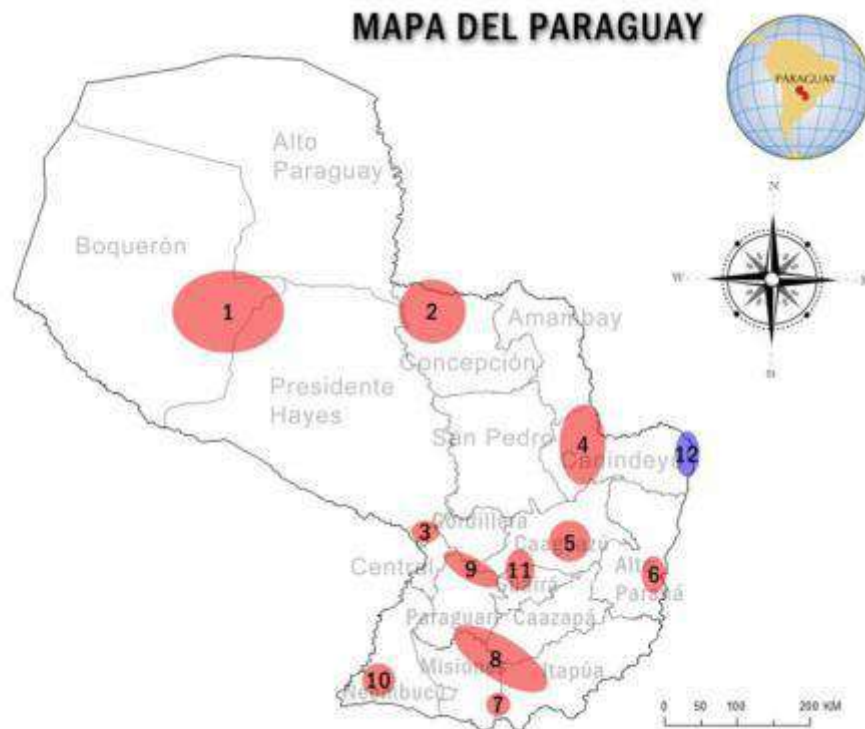 MAPA DEL PARAGUAY
PARAGUAY
Alto
Paraguay
N
Boquerón
W
1
2
Amambay
Concepción
Presidente
Hayes
San Pedro
4
Canindeyú
12
3
Cordillera
Caaguazú
5
Central
9
11
6
Alto
Paraná
Paraguarí
Caazapá
8
Misiones
Itapúa
10
7
0 50 100 200 KM